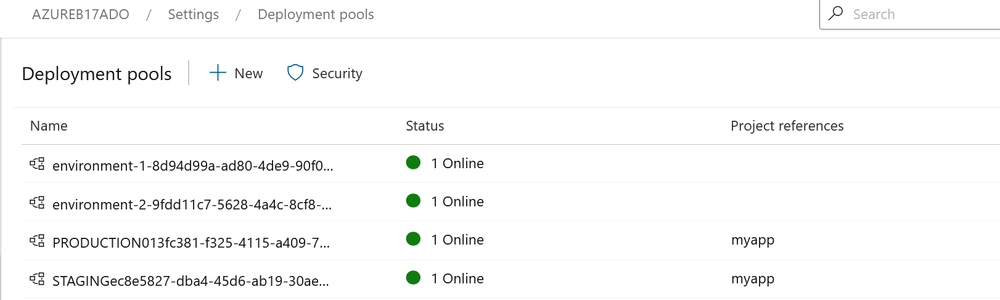 AZUREB17ADO / Settings / Deployment pools
Search
Deployment pools
New
Security
Name Status Project references
environment-1-8d94d99a-ad80-4de9-90f0... 1 Online
environment-2-9fdd11c7-5628-4a4c-8cf8-... 1 Online
PRODUCTION013fc381-f325-4115-a409-7... 1 Online myapp
STAGINGec8e5827-dba4-45d6-ab19-30ae... 1 Online myapp